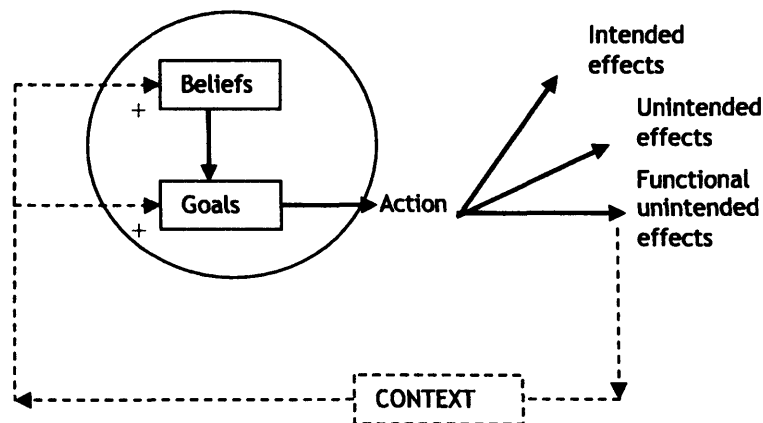 Intended
effects
Beliefs
+
Unintended
effects
Functional
unintended
effects
Goals
Action
+
CONTEXT